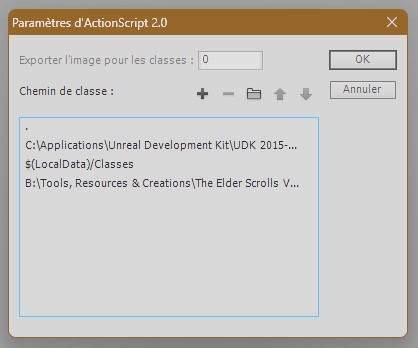 Paramètres d'ActionScript 2.0
Exporter l'image pour les classes : 0
OK
Chemin de classe :
Annuler
.
C:\Applications\Unreal Development Kit\UDK 2015-...
$(LocalData)/Classes
B:\Tools, Resources & Creations\The Elder Scrolls V...